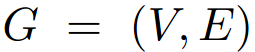 G = (V, E)